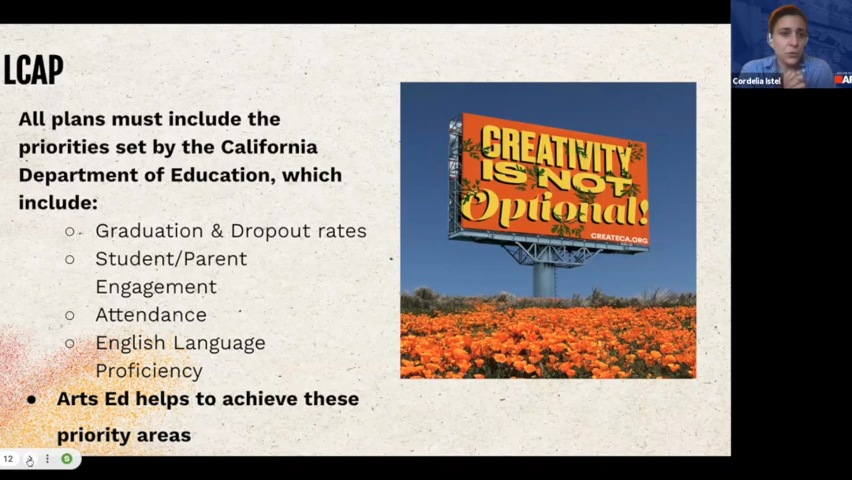 LCAP
All plans must include the
priorities set by the California
Department of Education, which
include:
Graduation & Dropout rates
Student/Parent
Engagement
Attendance
English Language
Proficiency
Arts Ed helps to achieve these
priority areas
CREATIVITY
IS NOT
Optional!
CREATECA.ORG
Cordelia Istel
12
S